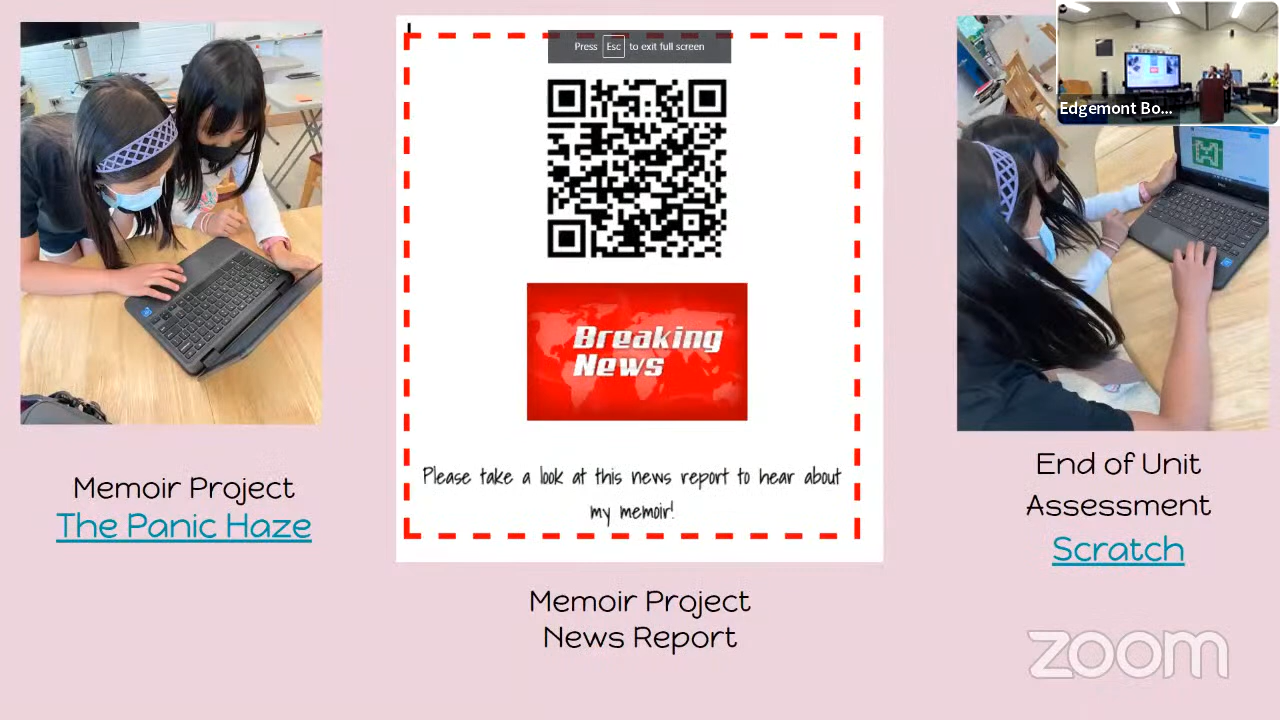 Press Esc to exit full screen
Edgemont Bo...
Breaking
News
Please take a look at this news report to hear about
my memoir!
Memoir Project
The Panic Haze
Memoir Project
News Report
End of Unit
Assessment
Scratch
zoom